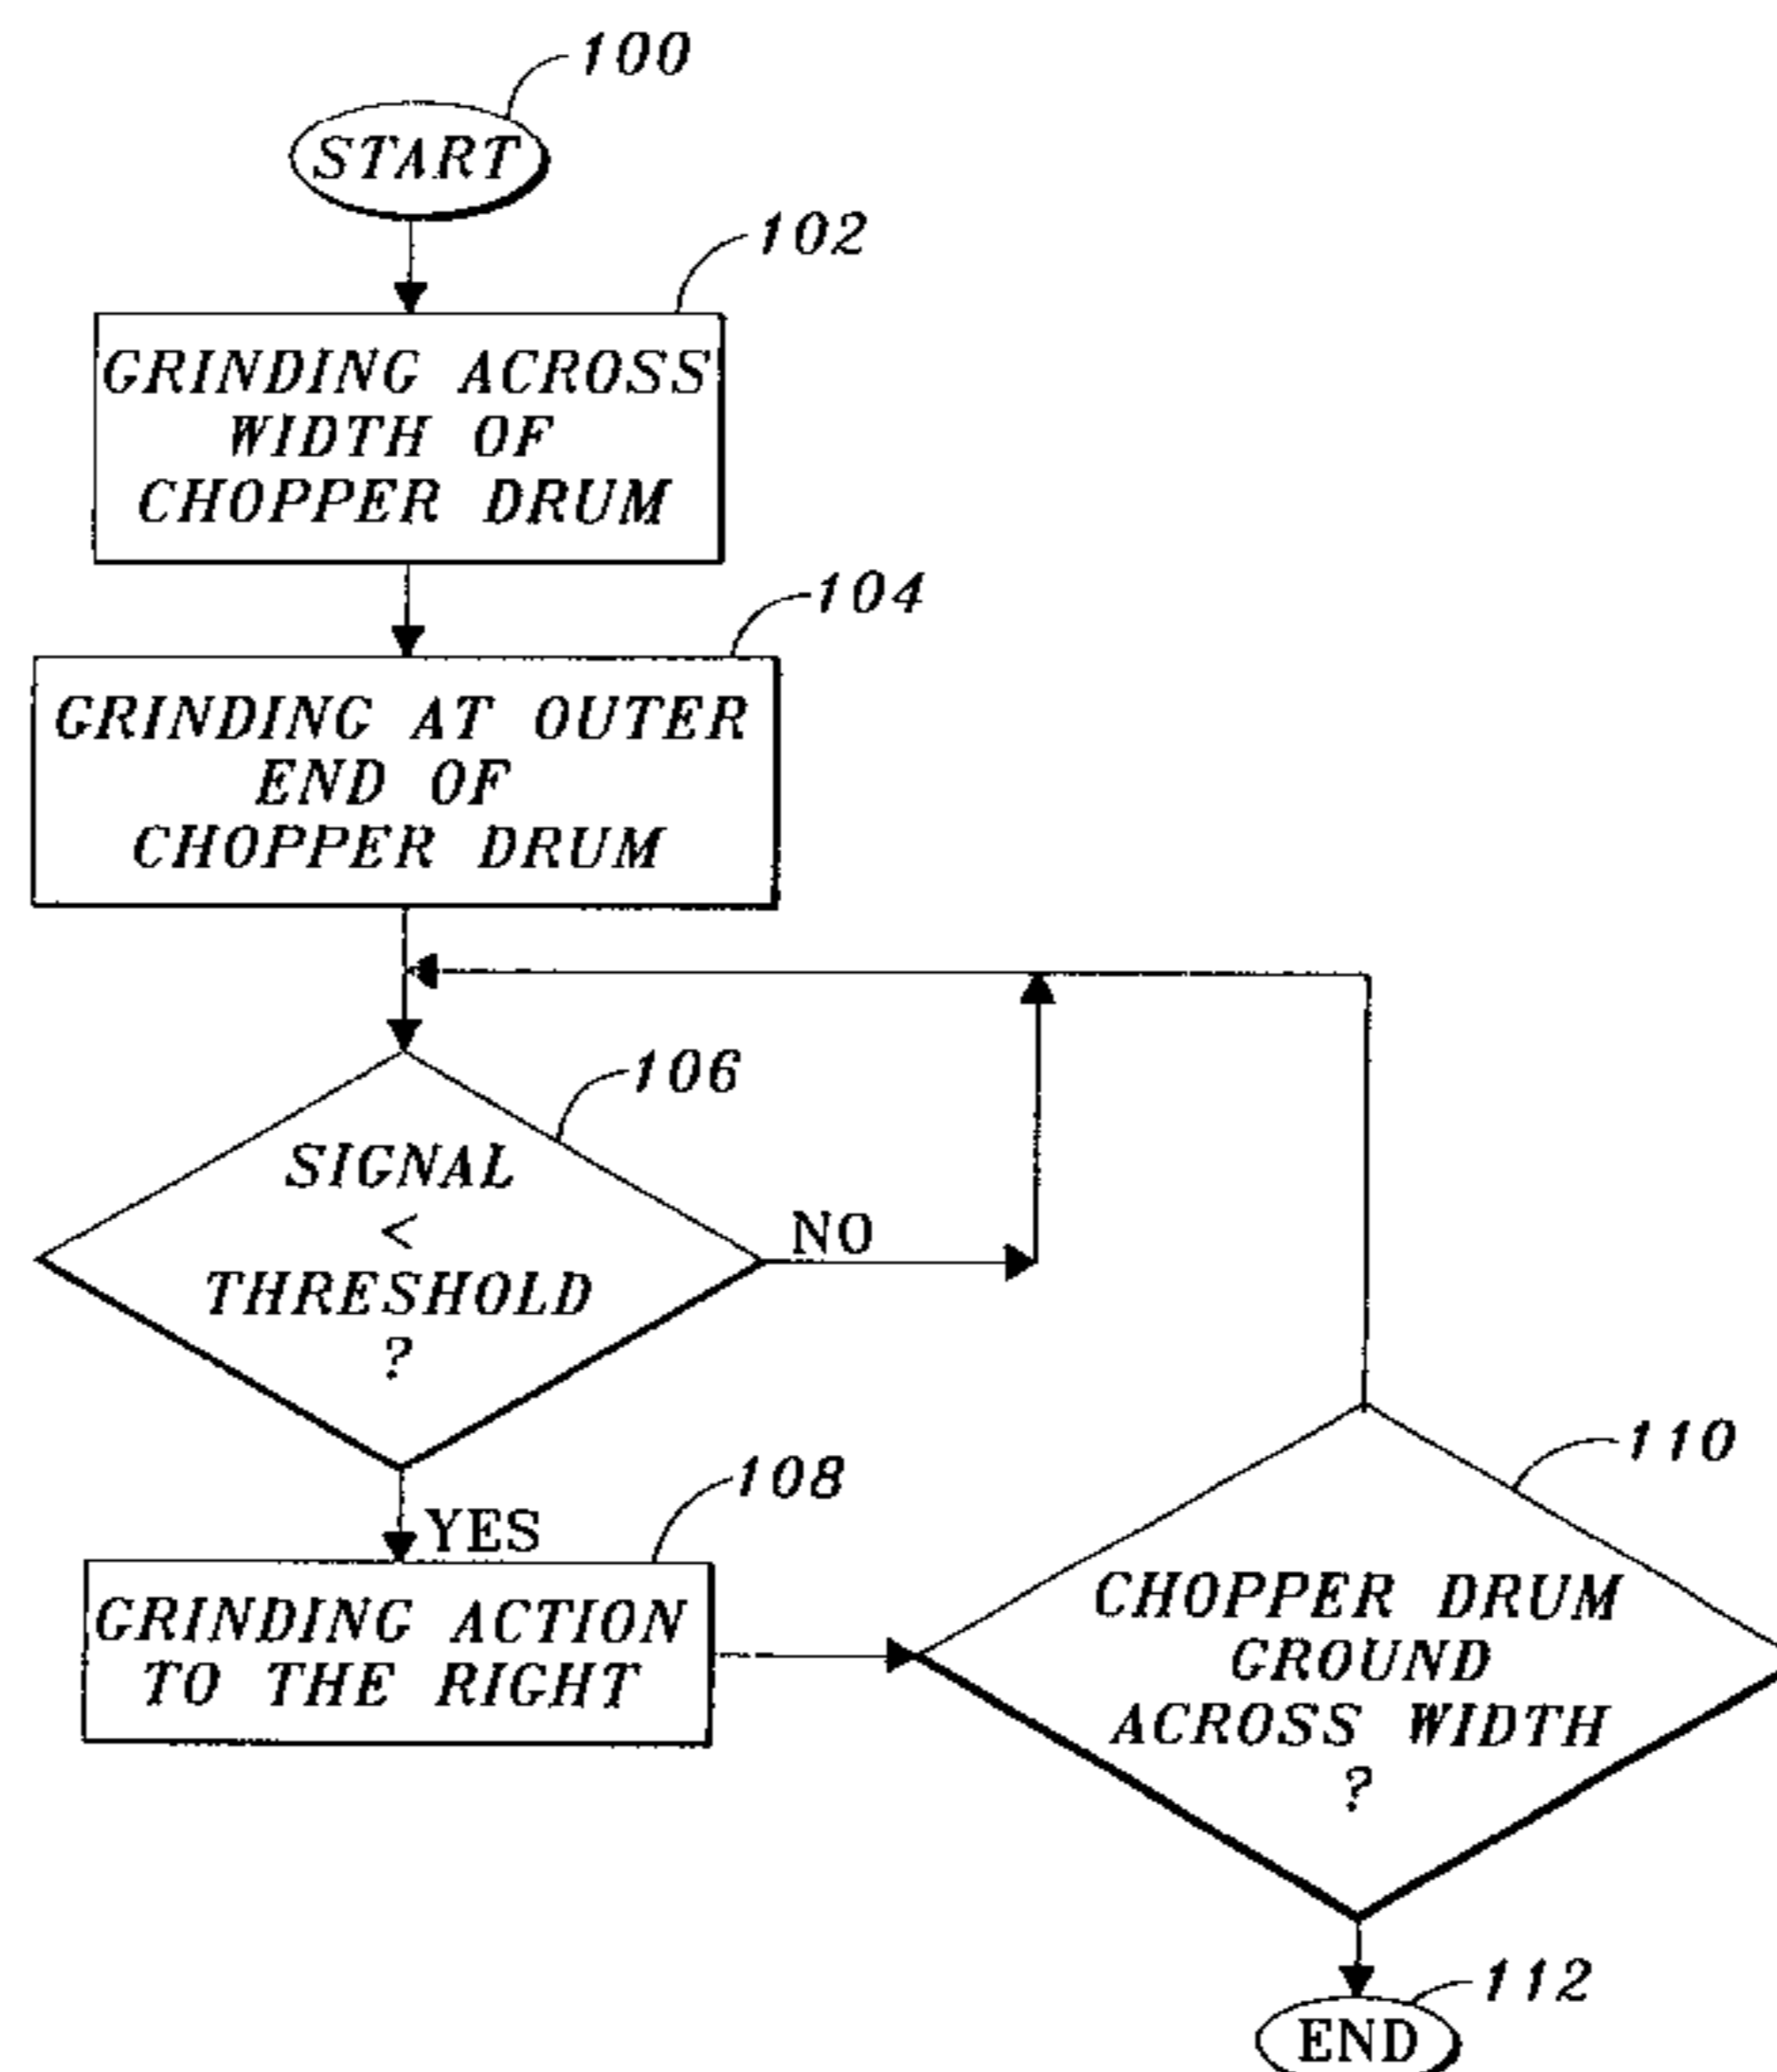 100
START
102
GRINDING ACROSS
WIDTH OF
CHOPPER DRUM
104
GRINDING AT OUTER
END OF
CHOPPER DRUM
106
SIGNAL
<
THRESHOLD
?
NO
YES
108
GRINDING ACTION
TO THE RIGHT
110
CHOPPER DRUM
GROUND
ACROSS WIDTH
?
112
END